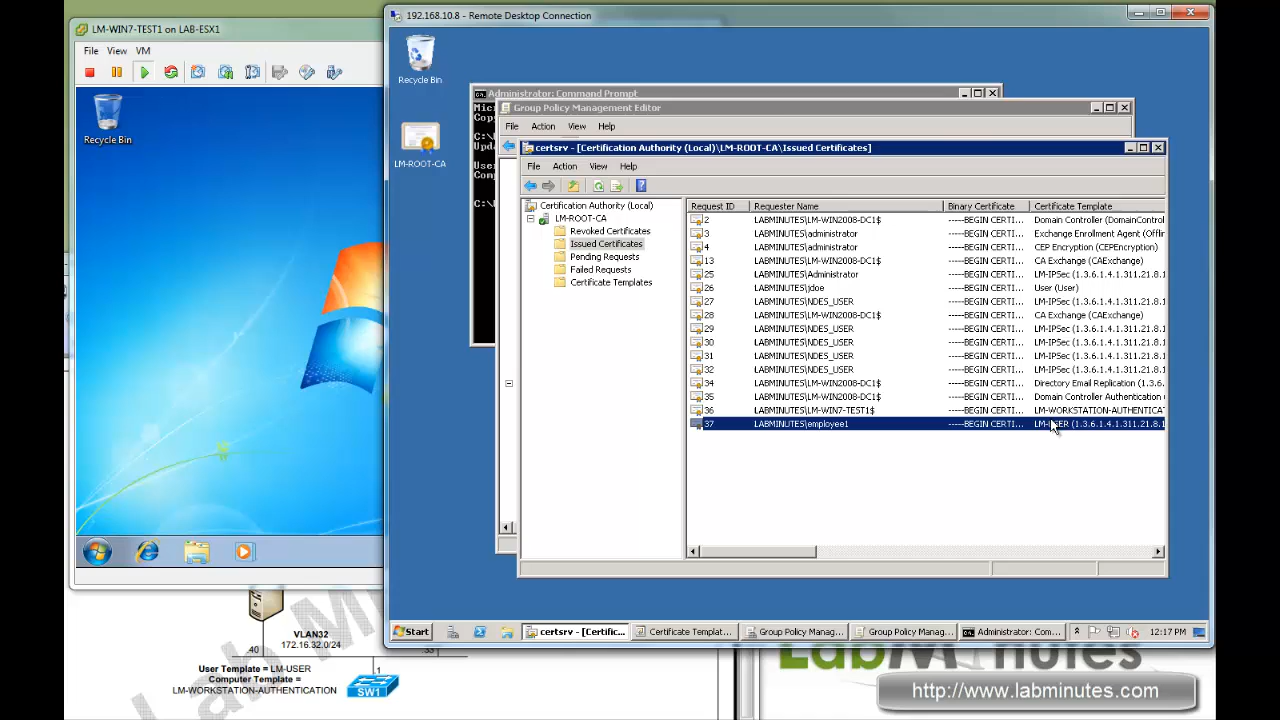 LM-WIN7-TEST1 on LAB-ESX1
File View VM
Recycle Bin
192.168.10.8 - Remote Desktop Connection
Recycle Bin
LM-ROOT-CA
Administrator: Command Prompt
Group Policy Management Editor
File Action View Help
certsrv - [Certification Authority (Local)\LM-ROOT-CA\Issued Certificates]
File Action View Help
Certification Authority (Local)
LM-ROOT-CA
Revoked Certificates
Issued Certificates
Pending Requests
Failed Requests
Certificate Templates
Request ID Requester Name Binary Certificate Certificate Template
2 LABMINUTES\LM-WIN2008-DC1$ -----BEGIN CERTI... Domain Controller (DomainControl
3 LABMINUTES\administrator -----BEGIN CERTI... Exchange Enrollment Agent (Offlin
4 LABMINUTES\administrator -----BEGIN CERTI... CEP Encryption (CEPEncryption)
13 LABMINUTES\LM-WIN2008-DC1$ -----BEGIN CERTI... CA Exchange (CAExchange)
25 LABMINUTES\Administrator -----BEGIN CERTI... LM-IPSec (1.3.6.1.4.1.311.21.8.1
26 LABMINUTES\jdoe -----BEGIN CERTI... User (User)
27 LABMINUTES\NDES_USER -----BEGIN CERTI... LM-IPSec (1.3.6.1.4.1.311.21.8.1
28 LABMINUTES\LM-WIN2008-DC1$ -----BEGIN CERTI... CA Exchange (CAExchange)
29 LABMINUTES\NDES_USER -----BEGIN CERTI... LM-IPSec (1.3.6.1.4.1.311.21.8.1
30 LABMINUTES\NDES_USER -----BEGIN CERTI... LM-IPSec (1.3.6.1.4.1.311.21.8.1
31 LABMINUTES\NDES_USER -----BEGIN CERTI... LM-IPSec (1.3.6.1.4.1.311.21.8.1
32 LABMINUTES\NDES_USER -----BEGIN CERTI... LM-IPSec (1.3.6.1.4.1.311.21.8.1
34 LABMINUTES\LM-WIN2008-DC1$ -----BEGIN CERTI... Directory Email Replication (1.3.6.
35 LABMINUTES\LM-WIN2008-DC1$ -----BEGIN CERTI... Domain Controller Authentication
36 LABMINUTES\LM-WIN7-TEST1$ -----BEGIN CERTI... LM-WORKSTATION-AUTHENTICA
37 LABMINUTES\employee1 -----BEGIN CERTI... LM-USER (1.3.6.1.4.1.311.21.8.1
Start certsrv - [Certific... Certificate Templat... Group Policy Manag... Group Policy Manag... Administrator: Com... 12:17 PM
VLAN32
172.16.32.0/24
.40
User Template = LM-USER
Computer Template =
LM-WORKSTATION-AUTHENTICATION
.1
SW1
http://www.labminutes.com